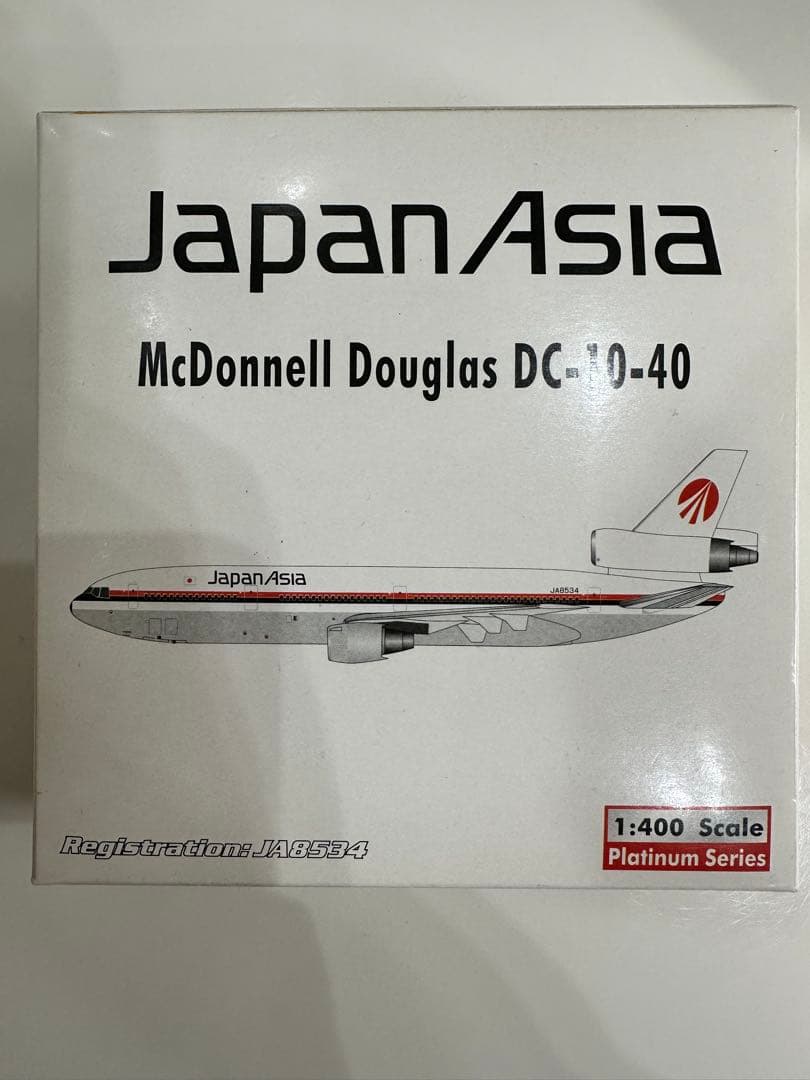 JapanAsia
McDonnell Douglas DC-10-40
JapanAsia
JA8534
Registration: JA8534
1:400 Scale
Platinum Series